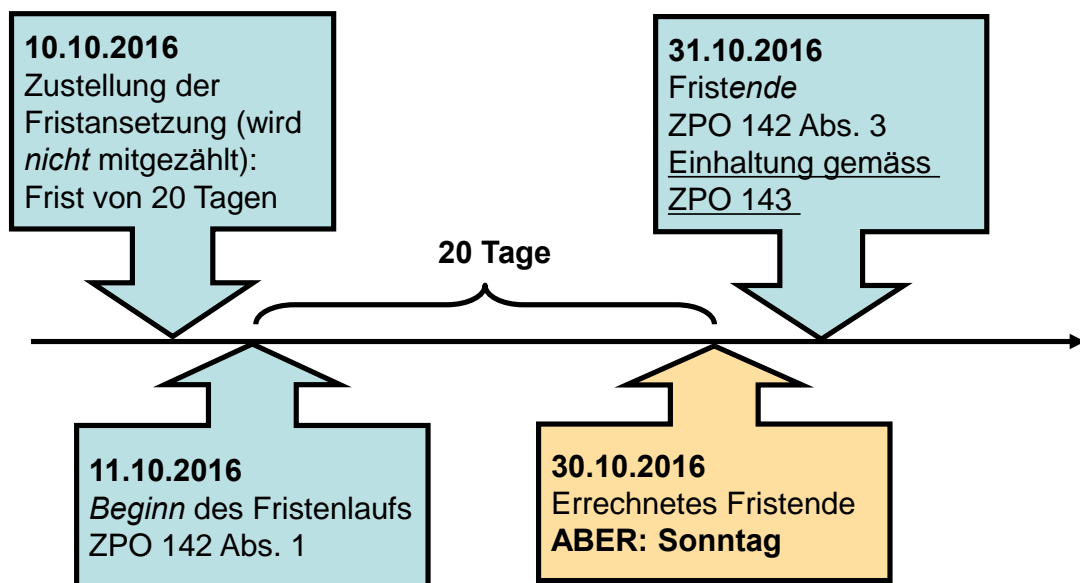 10.10.2016
Zustellung der
Fristansetzung (wird
nicht mitgezählt):
Frist von 20 Tagen
31.10.2016
Fristende
ZPO 142 Abs. 3
Einhaltung gemäss
ZPO 143
20 Tage
11.10.2016
Beginn des Fristenlaufs
ZPO 142 Abs. 1
30.10.2016
Errechnetes Fristende
ABER: Sonntag